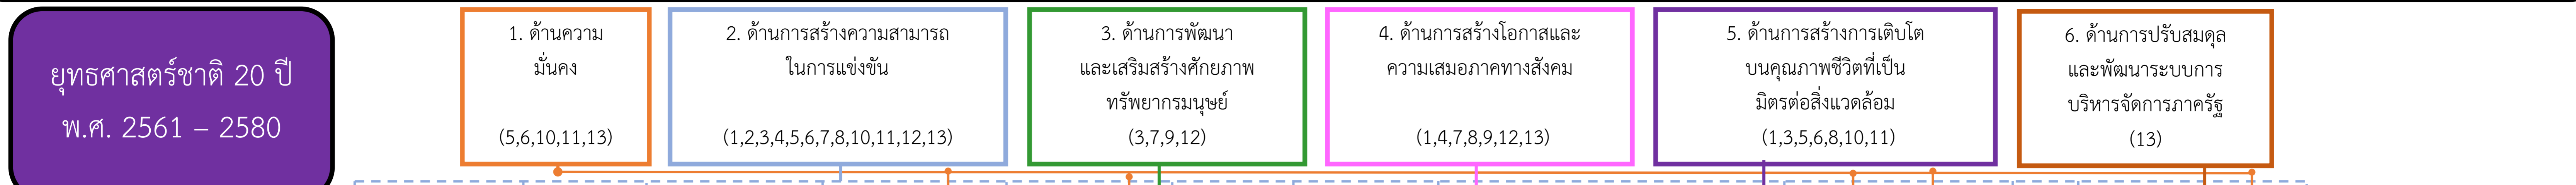 ยุทธศาสตร์ชาติ 20 ปี
พ.ศ. 2561 – 2580
1. ด้านความ
มั่นคง
(5,6,10,11,13)
2. ด้านการสร้างความสามารถ
ในการแข่งขัน
(1,2,3,4,5,6,7,8,10,11,12,13)
3. ด้านการพัฒนา
และเสริมสร้างศักยภาพ
ทรัพยากรมนุษย์
(3,7,9,12)
4. ด้านการสร้างโอกาสและ
ความเสมอภาคทางสังคม
(1,4,7,8,9,12,13)
5. ด้านการสร้างการเติบโต
บนคุณภาพชีวิตที่เป็น
มิตรต่อสิ่งแวดล้อม
(1,3,5,6,8,10,11)
6. ด้านการปรับสมดุล
และพัฒนาระบบการ
บริหารจัดการภาครัฐ
(13)